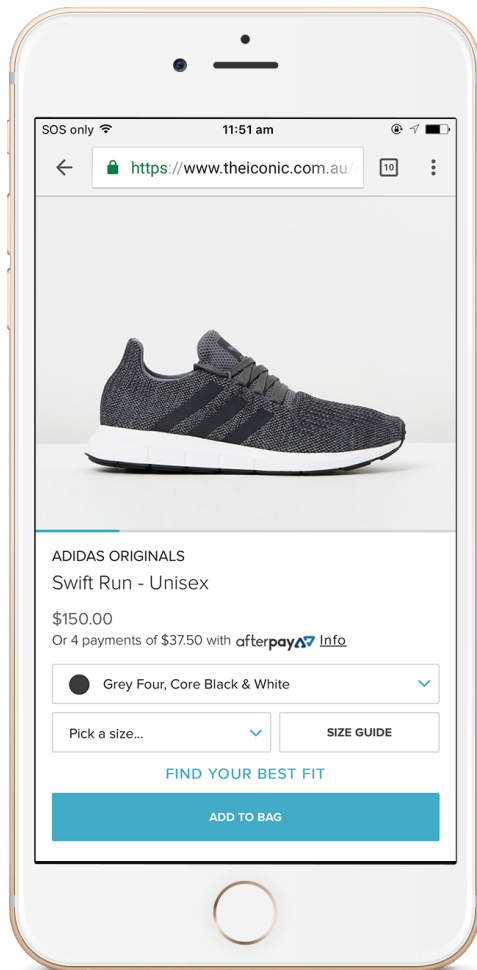 SOS only 11:51 am
https://www.theiconic.com.au/ 10
ADIDAS ORIGINALS
Swift Run - Unisex
$150.00
Or 4 payments of $37.50 with afterpay Info
Grey Four, Core Black & White
Pick a size... SIZE GUIDE
FIND YOUR BEST FIT
ADD TO BAG